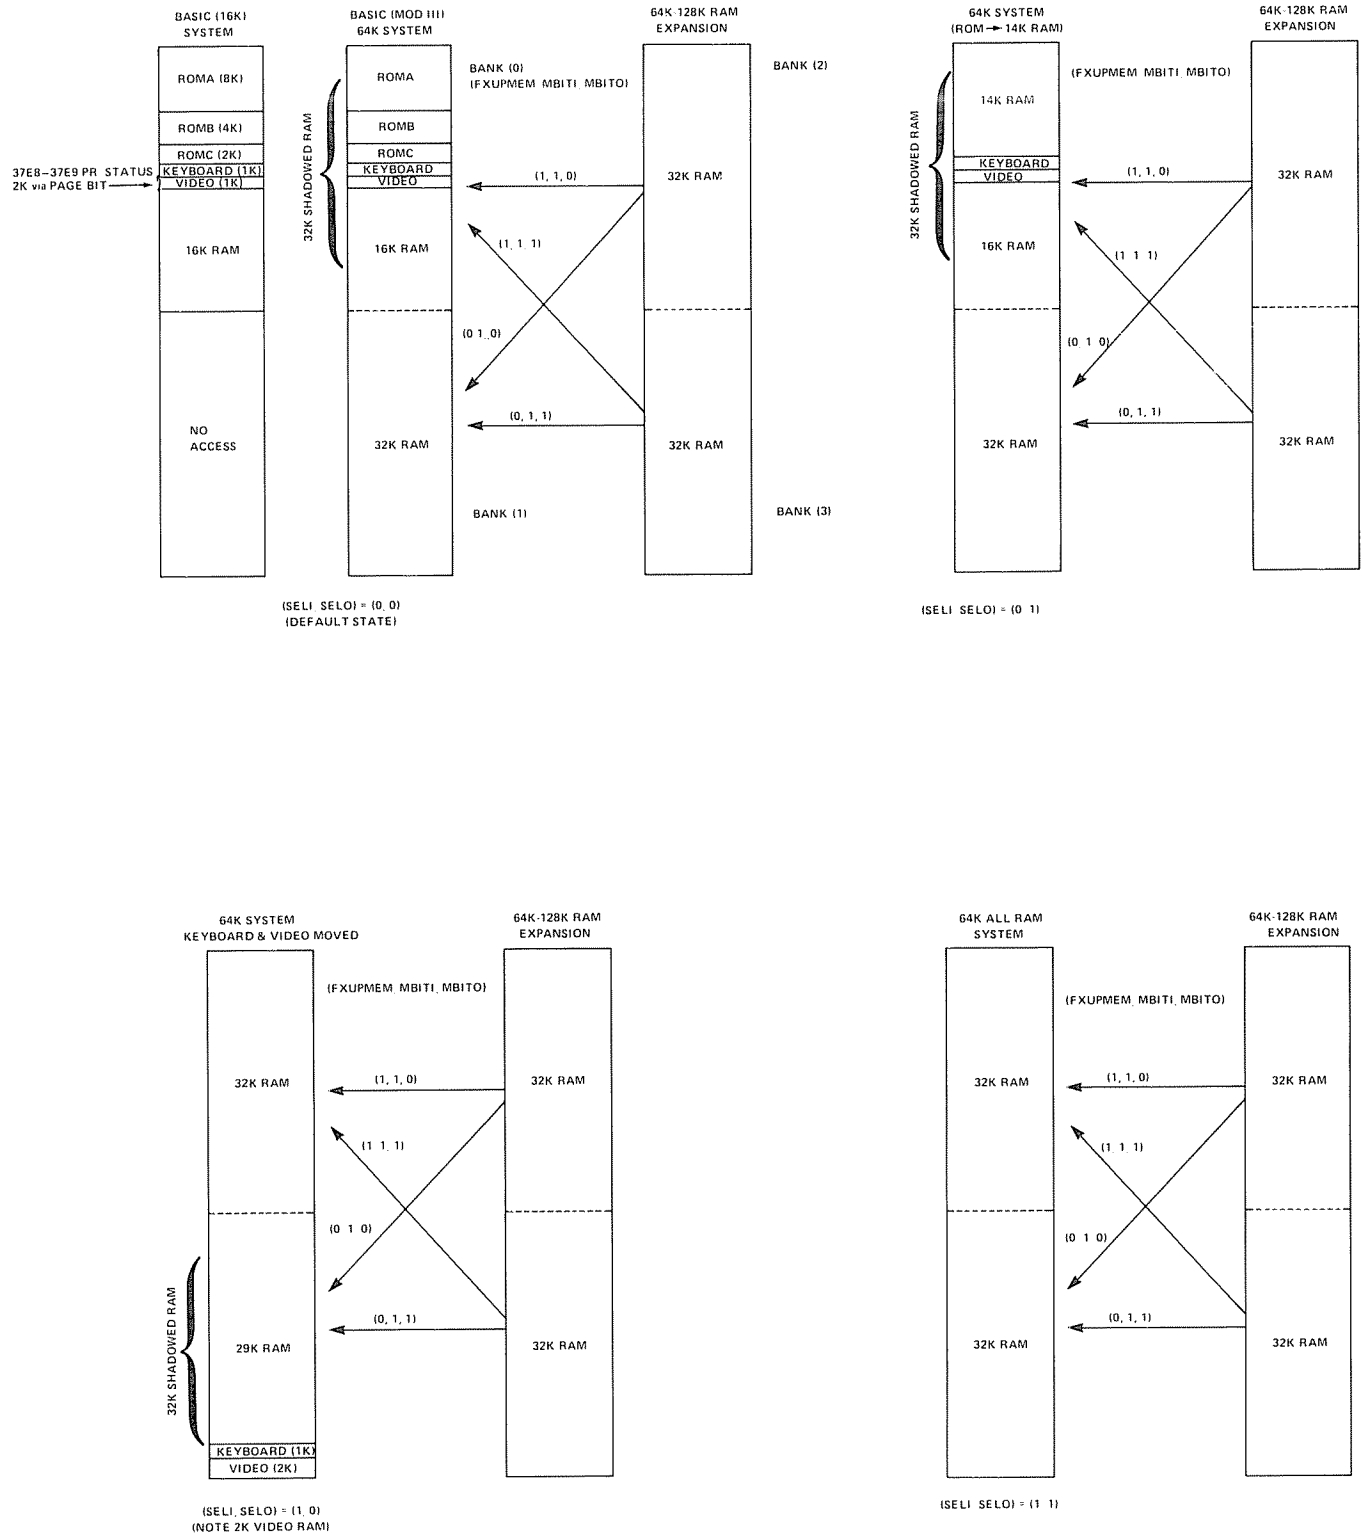 BASIC (16K)
SYSTEM
ROMA (8K)
ROMB (4K)
ROMC (2K)
KEYBOARD (1K)
VIDEO (1K)
16K RAM
NO
ACCESS
37E8–37E9 PR STATUS
2K via PAGE BIT
BASIC (MOD III)
64K SYSTEM
32K SHADOWED RAM
ROMA
ROMB
ROMC
KEYBOARD
VIDEO
16K RAM
32K RAM
BANK (0)
(FXUPMEM, MBITI, MBITO)
(1, 1, 0)
(1, 1, 1)
(0 1, 0)
(0, 1, 1)
BANK (1)
64K-128K RAM
EXPANSION
32K RAM
32K RAM
BANK (2)
BANK (3)
(SELI, SELO) = (0, 0)
(DEFAULT STATE)
64K SYSTEM
(ROM → 14K RAM)
32K SHADOWED RAM
14K RAM
KEYBOARD
VIDEO
16K RAM
32K RAM
(FXUPMEM, MBITI, MBITO)
(1, 1, 0)
(1 1 1)
(0 1 0)
(0, 1, 1)
64K-128K RAM
EXPANSION
32K RAM
32K RAM
(SELI SELO) = (0 1)
64K SYSTEM
KEYBOARD & VIDEO MOVED
32K RAM
32K SHADOWED RAM
29K RAM
KEYBOARD (1K)
VIDEO (2K)
(FXUPMEM, MBITI, MBITO)
(1, 1, 0)
(1 1, 1)
(0 1 0)
(0, 1, 1)
64K-128K RAM
EXPANSION
32K RAM
32K RAM
(SELI, SELO) = (1, 0)
(NOTE 2K VIDEO RAM)
64K ALL RAM
SYSTEM
32K RAM
32K RAM
(FXUPMEM, MBITI, MBITO)
(1, 1, 0)
(1, 1, 1)
(0 1 0)
(0, 1, 1)
64K-128K RAM
EXPANSION
32K RAM
32K RAM
(SELI SELO) = (1 1)